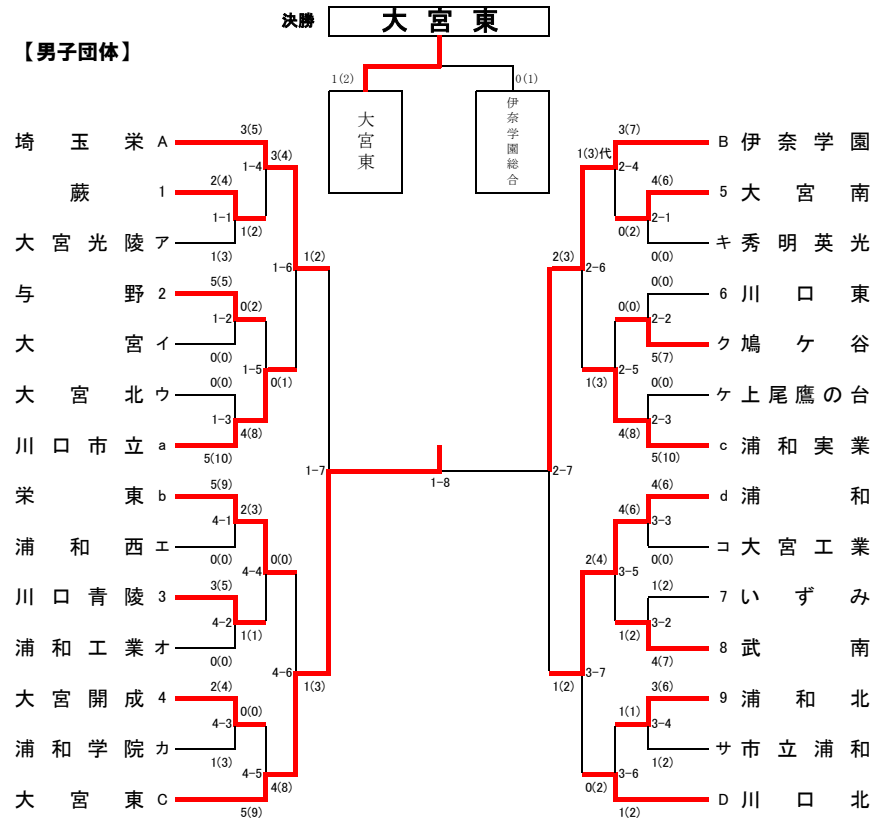 決勝 大宮東
【男子団体】
1(2) 0(1)
大宮東
伊奈学園総合
埼玉栄 A 3(5)
3(4)
1-4
蕨 1 2(4)
1-1
1(2)
大宮光陵 ア 1(3)
1-6
1(2)
与野 2 5(5)
0(2)
1-2
大宮 イ 0(0)
1-5
0(1)
大宮北 ウ 0(0)
1-3
4(8)
川口市立 a 5(10)
1-7
栄東 b 5(9)
2(3)
4-1
浦和西 エ 0(0)
4-4
0(0)
川口青陵 3 3(5)
4-2
1(1)
浦和工業 オ 0(0)
4-6
1(3)
大宮開成 4 2(4)
0(0)
4-3
浦和学院 カ 1(3)
4-5
4(8)
大宮東 C 5(9)
1-8
3(7) B 伊奈学園
1(3)代
2-4
4(6) 5 大宮南
2-1
0(2)
0(0) キ 秀明英光
2(3)
2-6
0(0) 6 川口東
0(0)
2-2
5(7) ク 鳩ケ谷
2-5
1(3)
0(0) ケ 上尾鷹の台
2-3
4(8)
5(10) c 浦和実業
2-7
4(6) d 浦和
4(6)
3-3
0(0) コ 大宮工業
2(4)
3-5
1(2) 7 いずみ
3-2
1(2)
4(7) 8 武南
3-7
1(2)
3(6) 9 浦和北
1(1)
3-4
1(2) サ 市立浦和
3-6
0(2)
1(2) D 川口北